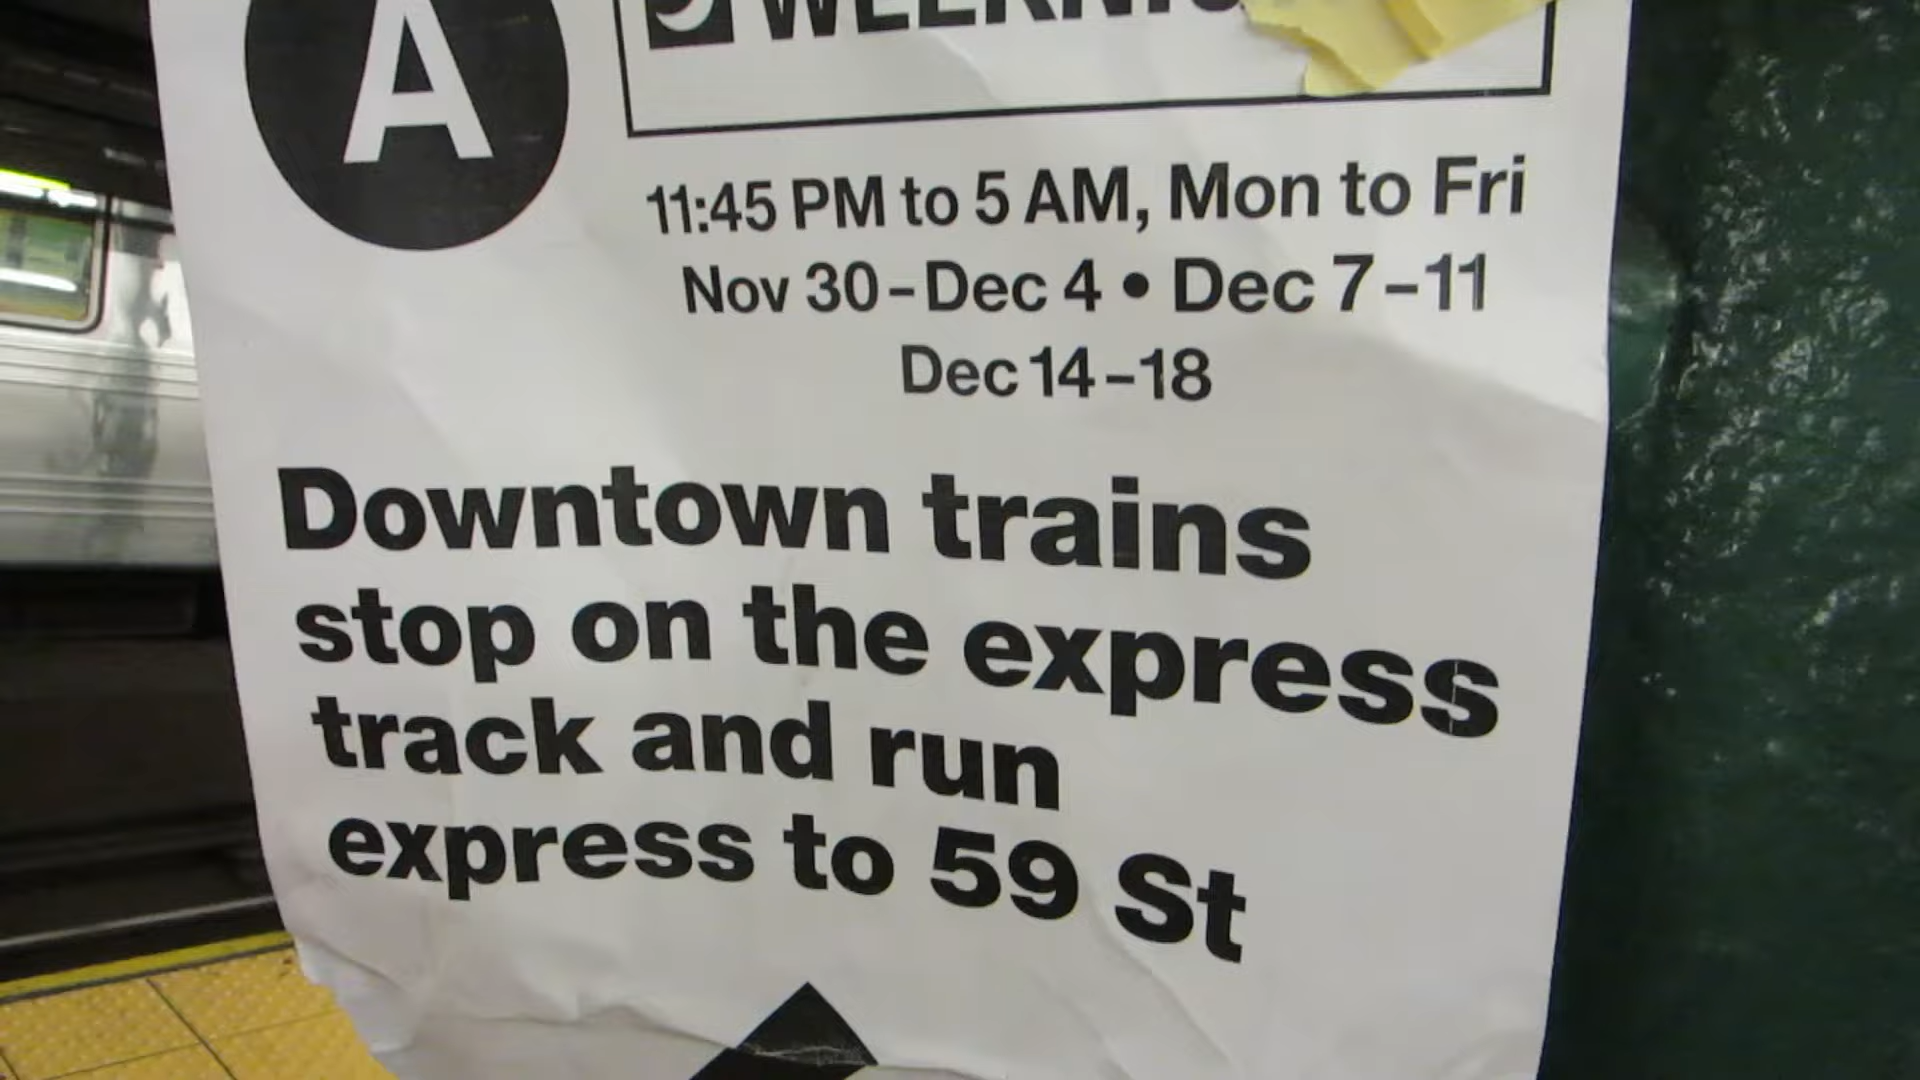 A
11:45 PM to 5 AM, Mon to Fri
Nov 30 – Dec 4 • Dec 7 – 11
Dec 14 – 18
Downtown trains
stop on the express
track and run
express to 59 St